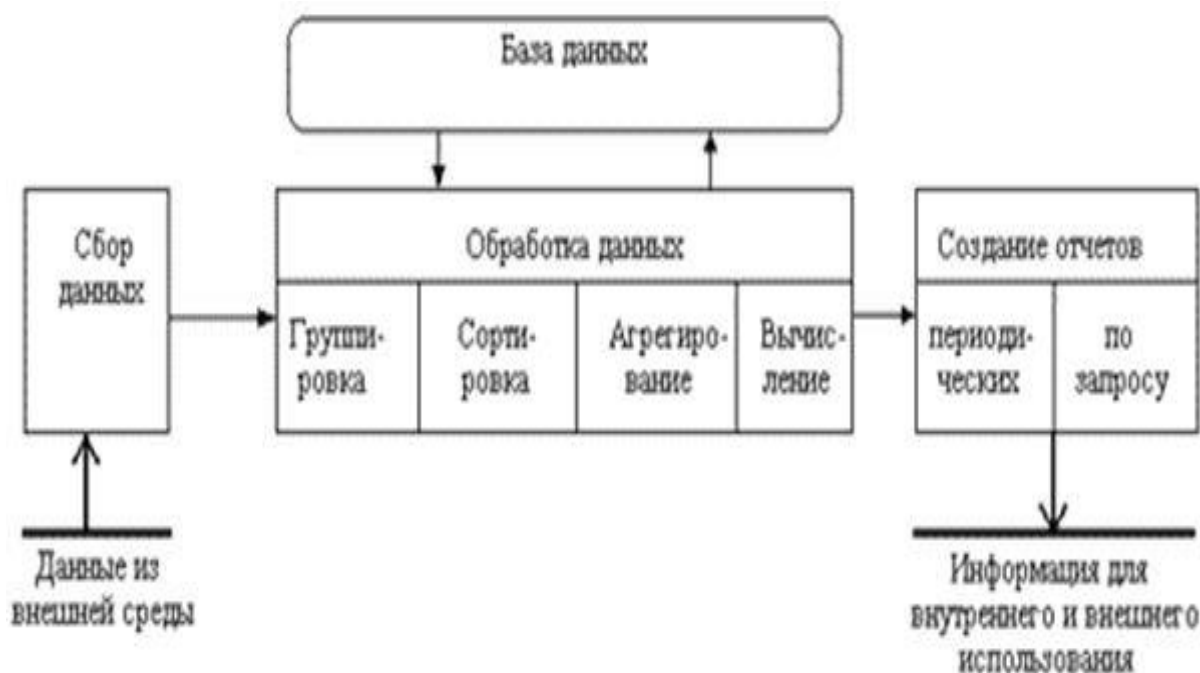 База данных
Сбор
данных
Обработка данных
Группи-
ровка
Сорти-
ровка
Агрегиро-
вание
Вычис-
ление
Создание отчетов
периоди-
ческих
по
запросу
Данные из
внешней среды
Информация для
внутреннего и внешнего
использования